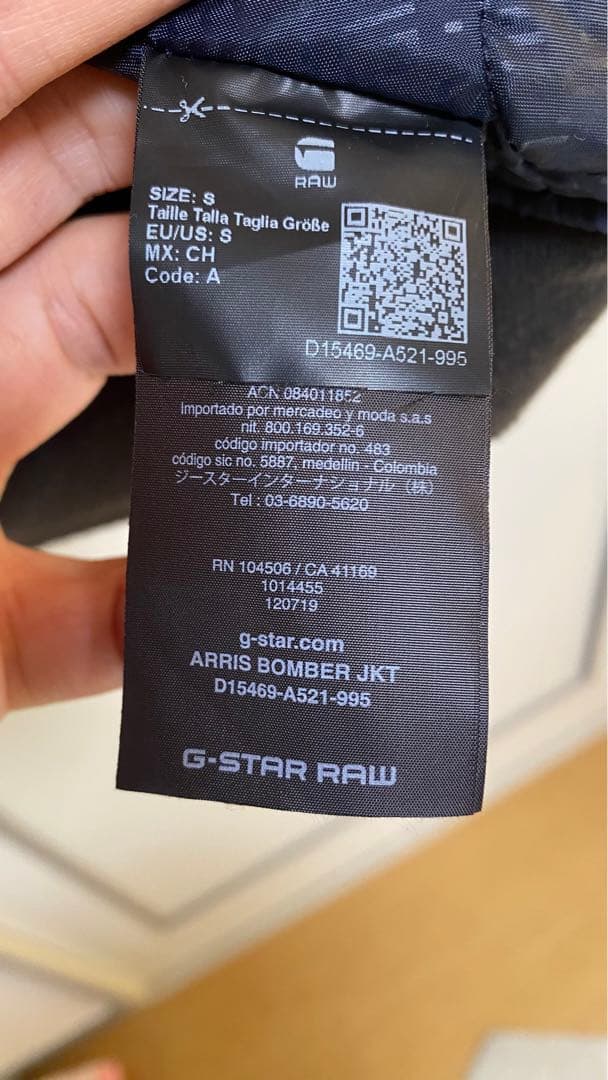 RAW
SIZE: S
Taille Talla Taglia Größe
EU/US: S
MX: CH
Code: A
D15469-A521-995
ACN 084011852
Importado por mercadeo y moda s.a.s
nit. 800.169.352-6
código importador no. 483
código sic no. 5887, medellin - Colombia
ジースターインターナショナル (株)
Tel : 03-6890-5620
RN 104506 / CA 41169
1014455
120719
g-star.com
ARRIS BOMBER JKT
D15469-A521-995
G-STAR RAW